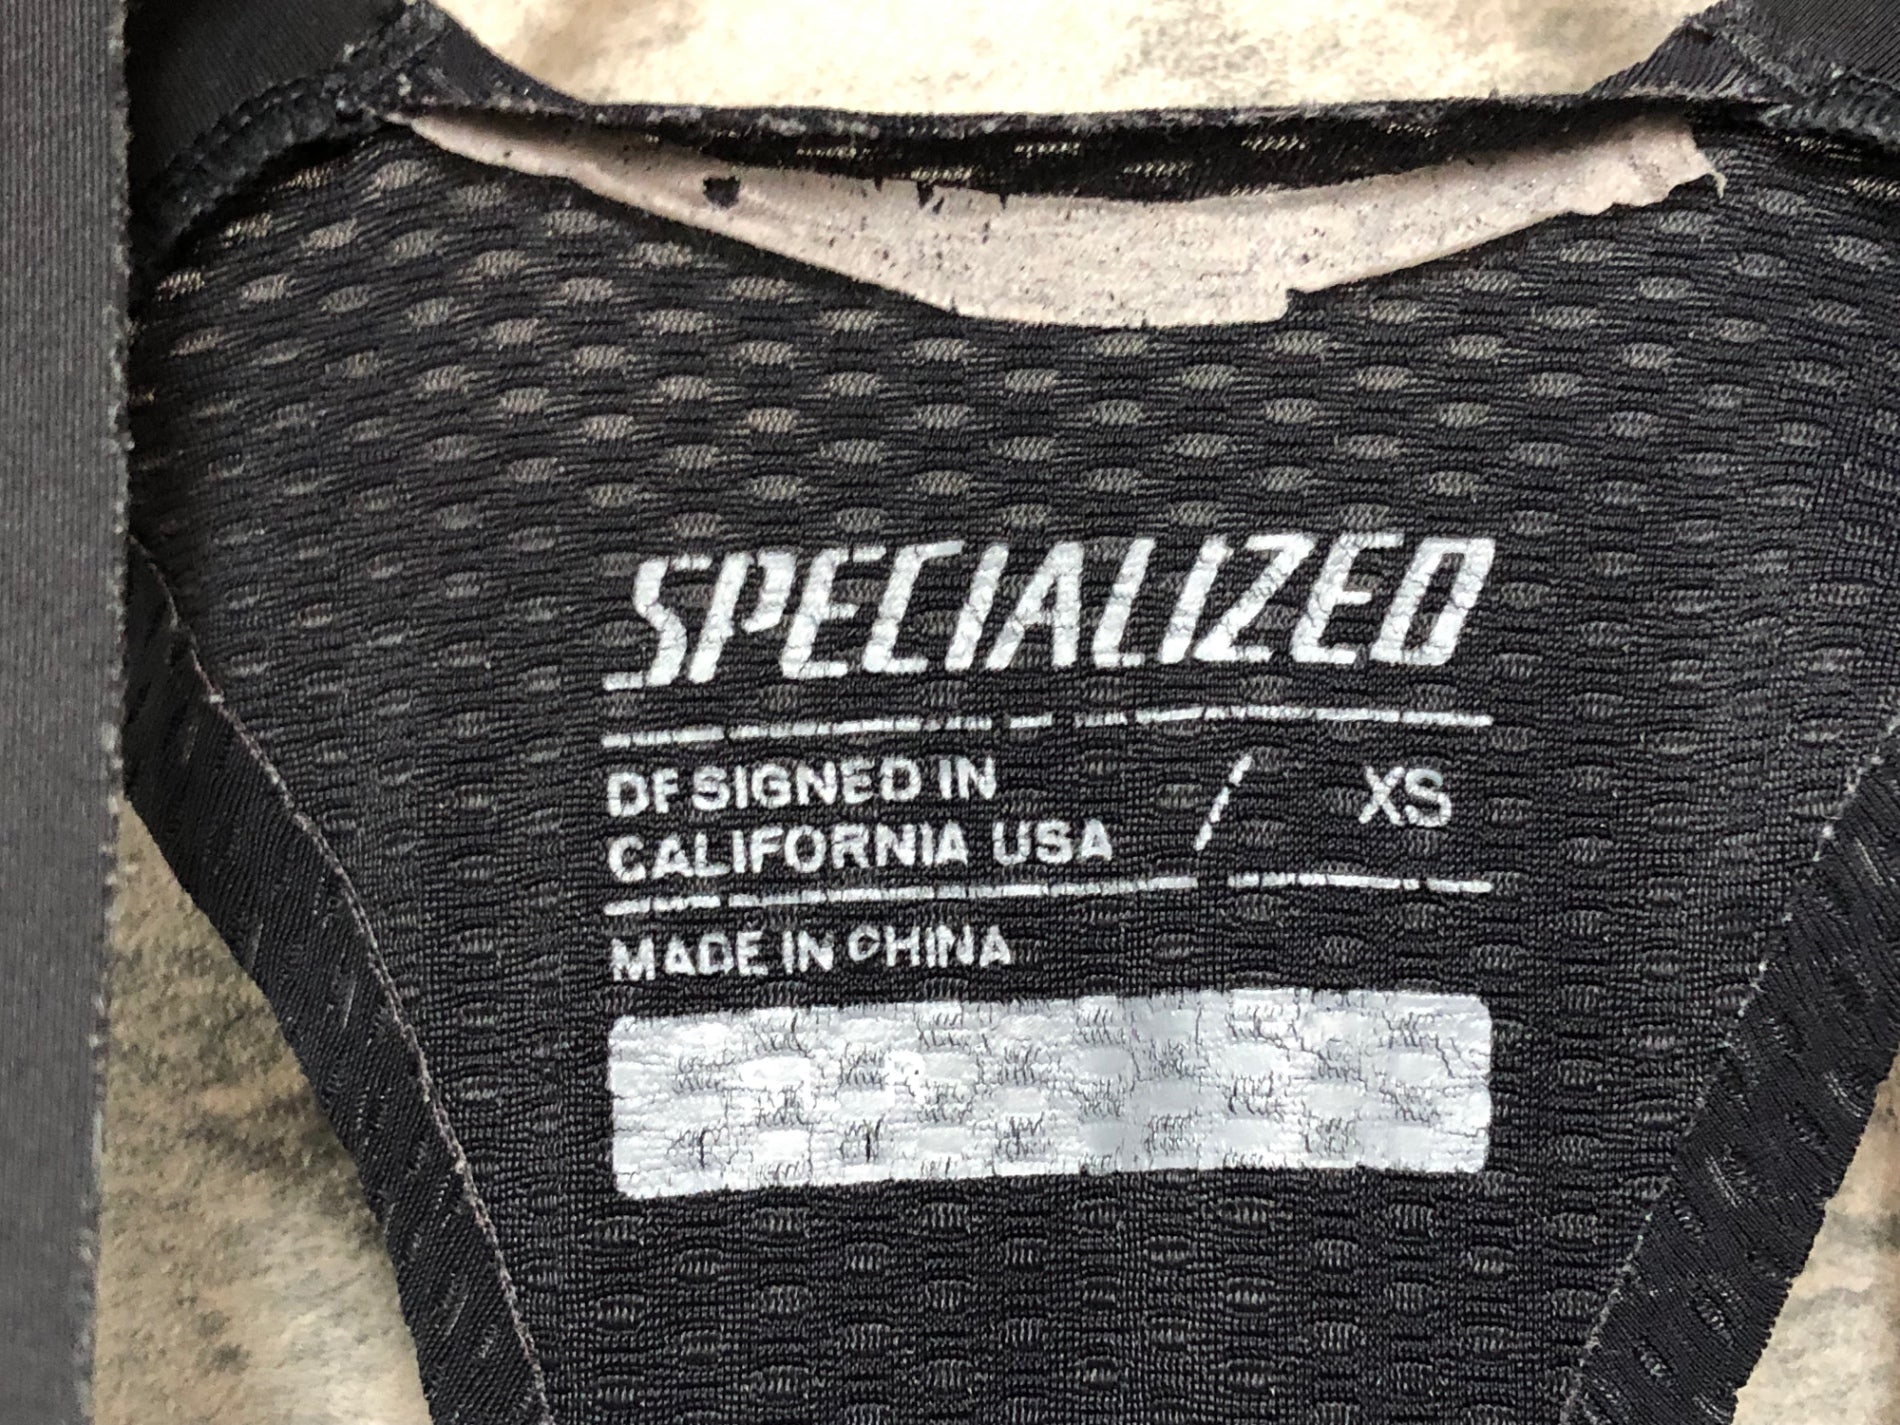 SPECIALIZED
DESIGNED IN / XS
CALIFORNIA USA
MADE IN CHINA